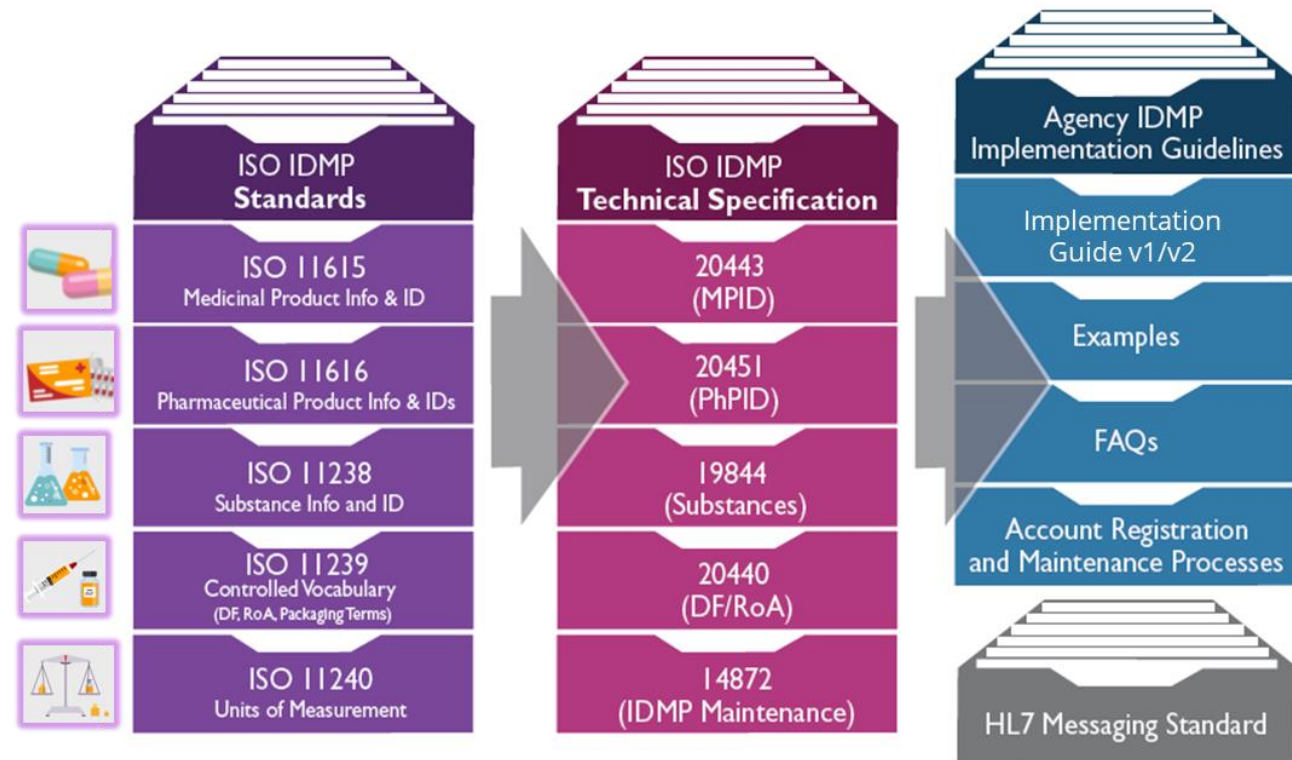 ISO IDMP
Standards
ISO 11615
Medicinal Product Info & ID
ISO 11616
Pharmaceutical Product Info & IDs
ISO 11238
Substance Info and ID
ISO 11239
Controlled Vocabulary
(DF, RoA, Packaging Terms)
ISO 11240
Units of Measurement
ISO IDMP
Technical Specification
20443
(MPID)
20451
(PhPID)
19844
(Substances)
20440
(DF/RoA)
14872
(IDMP Maintenance)
Agency IDMP
Implementation Guidelines
Implementation
Guide v1/v2
Examples
FAQs
Account Registration
and Maintenance Processes
HL7 Messaging Standard